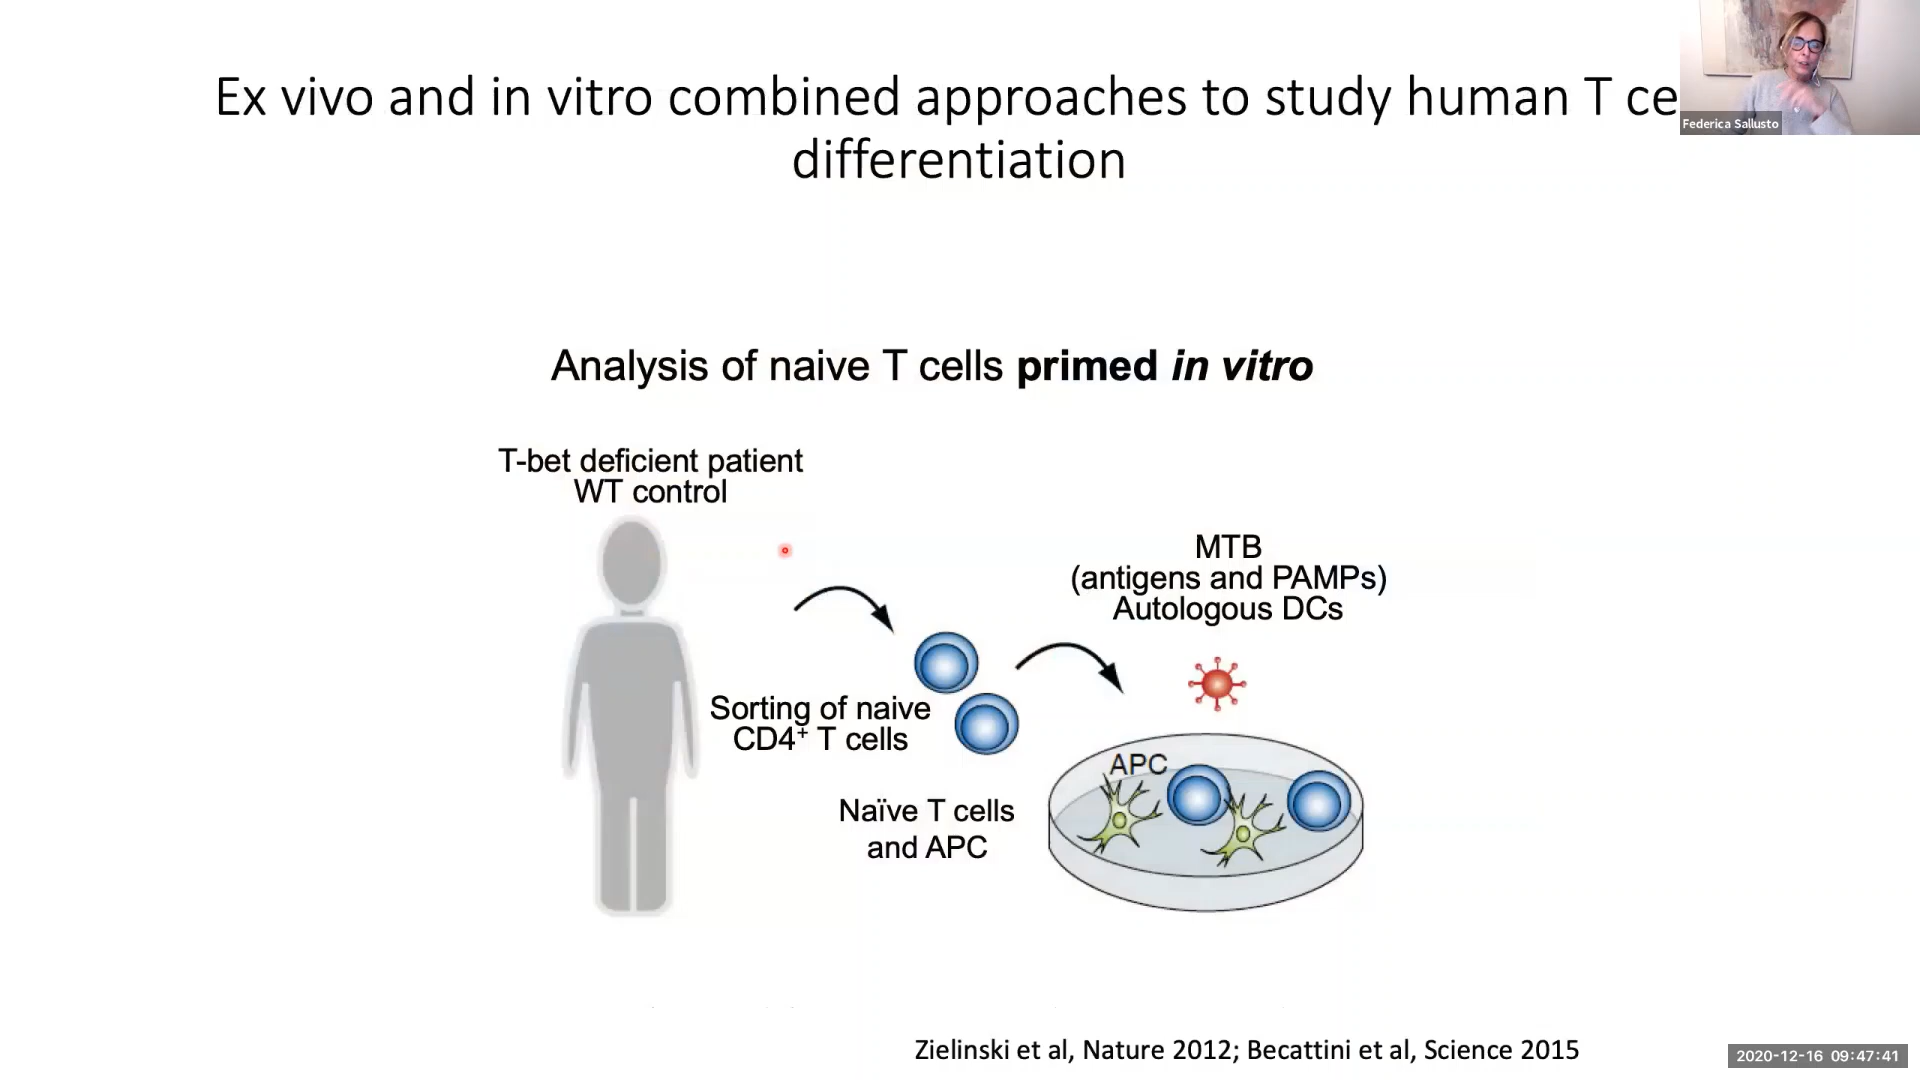 Ex vivo and in vitro combined approaches to study human T ce
differentiation
Federica Sallusto
Analysis of naive T cells primed in vitro
T-bet deficient patient
WT control
MTB
(antigens and PAMPs)
Autologous DCs
Sorting of naive
CD4⁺ T cells
APC
Naïve T cells
and APC
Zielinski et al, Nature 2012; Becattini et al, Science 2015
2020-12-16 09:47:41